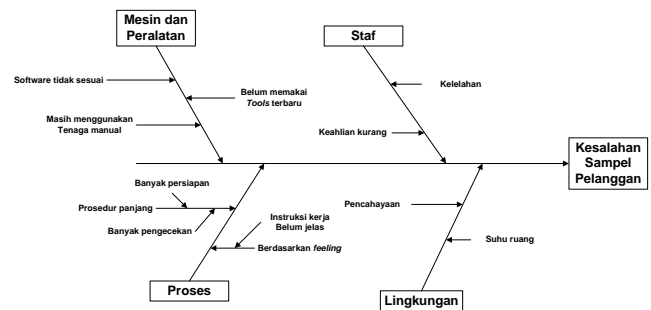 Mesin dan
Peralatan
Staf
Software tidak sesuai
Belum memakai
Tools terbaru
Masih menggunakan
Tenaga manual
Kelelahan
Keahlian kurang
Kesalahan
Sampel
Pelanggan
Banyak persiapan
Prosedur panjang
Banyak pengecekan
Instruksi kerja
Belum jelas
Berdasarkan feeling
Pencahayaan
Suhu ruang
Proses
Lingkungan